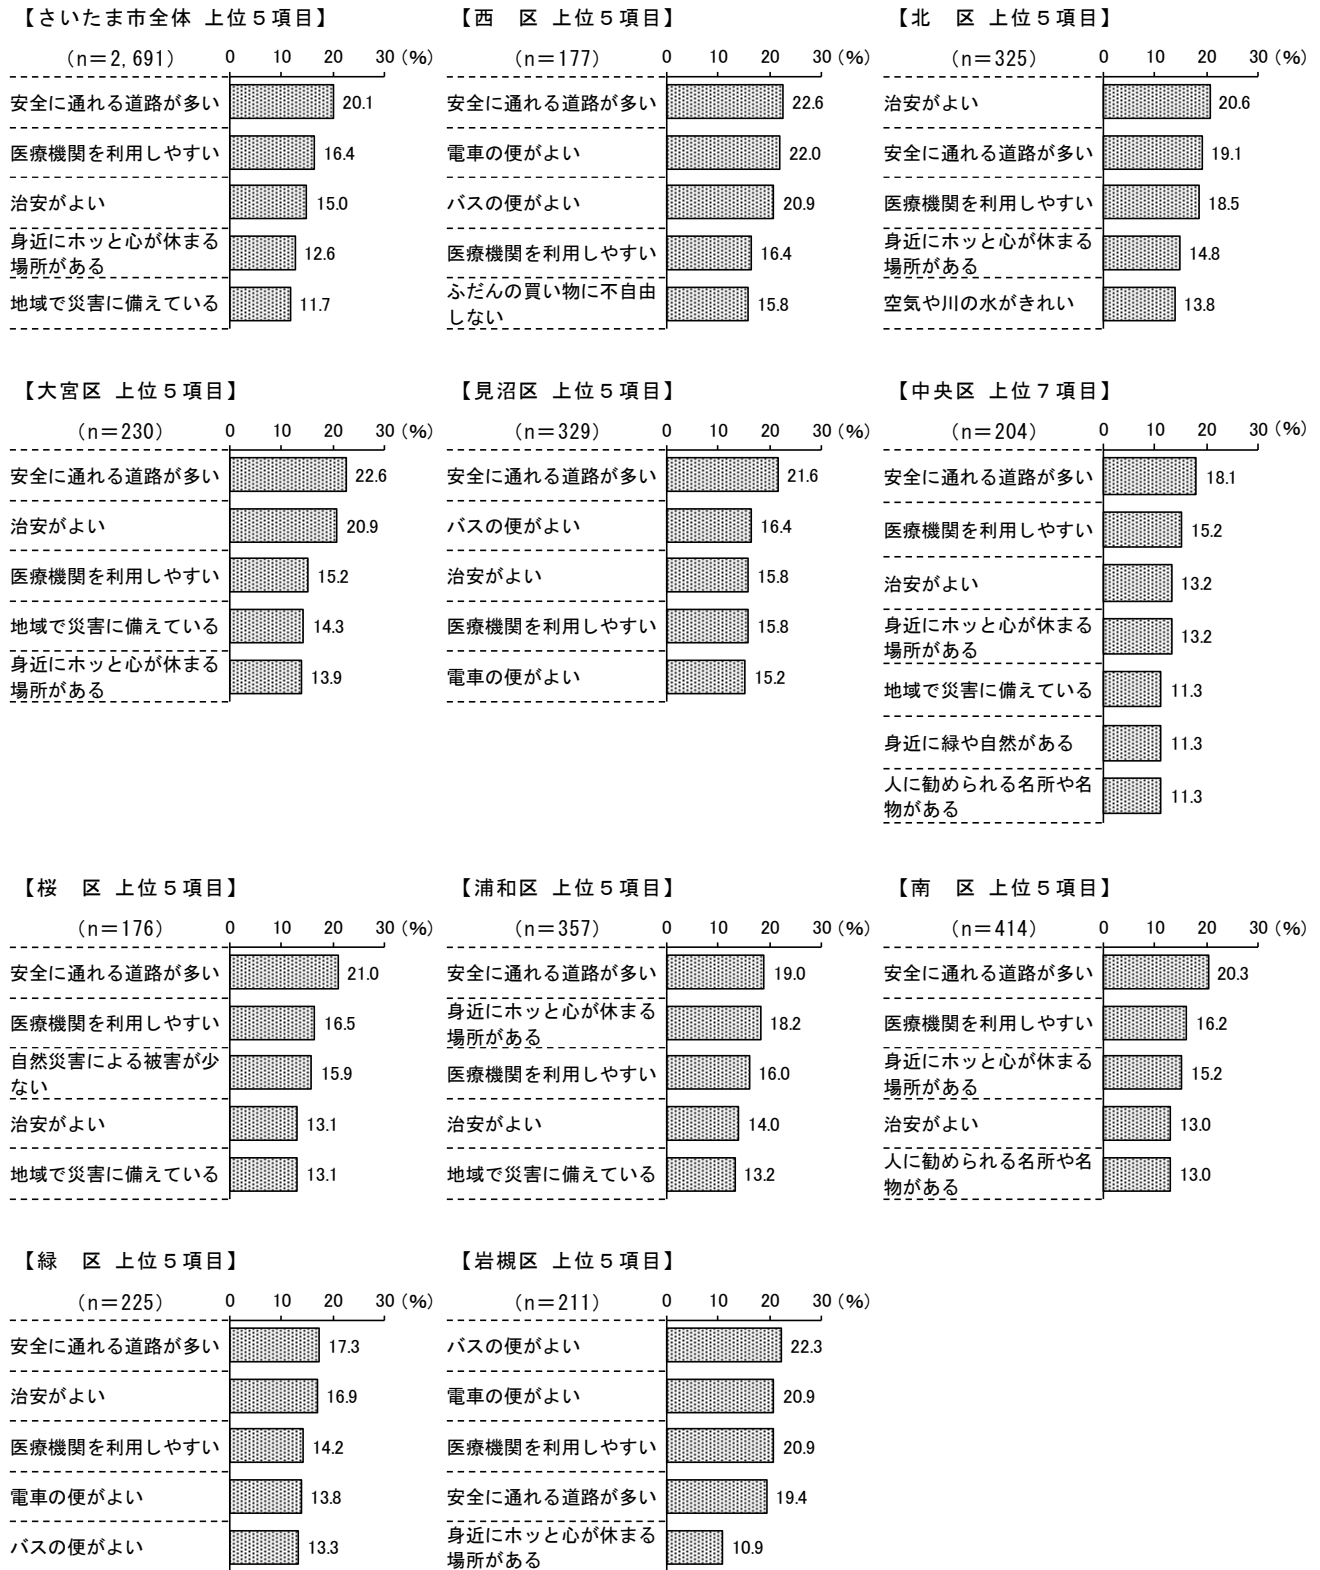 【さいたま市全体 上位５項目】
（n＝2,691）
0 10 20 30（%）
安全に通れる道路が多い 20.1
医療機関を利用しやすい 16.4
治安がよい 15.0
身近にホッと心が休まる
場所がある 12.6
地域で災害に備えている 11.7
【西　区 上位５項目】
（n＝177）
0 10 20 30（%）
安全に通れる道路が多い 22.6
電車の便がよい 22.0
バスの便がよい 20.9
医療機関を利用しやすい 16.4
ふだんの買い物に不自由
しない 15.8
【北　区 上位５項目】
（n＝325）
0 10 20 30（%）
治安がよい 20.6
安全に通れる道路が多い 19.1
医療機関を利用しやすい 18.5
身近にホッと心が休まる
場所がある 14.8
空気や川の水がきれい 13.8
【大宮区 上位５項目】
（n＝230）
0 10 20 30（%）
安全に通れる道路が多い 22.6
治安がよい 20.9
医療機関を利用しやすい 15.2
地域で災害に備えている 14.3
身近にホッと心が休まる
場所がある 13.9
【見沼区 上位５項目】
（n＝329）
0 10 20 30（%）
安全に通れる道路が多い 21.6
バスの便がよい 16.4
治安がよい 15.8
医療機関を利用しやすい 15.8
電車の便がよい 15.2
【中央区 上位７項目】
（n＝204）
0 10 20 30（%）
安全に通れる道路が多い 18.1
医療機関を利用しやすい 15.2
治安がよい 13.2
身近にホッと心が休まる
場所がある 13.2
地域で災害に備えている 11.3
身近に緑や自然がある 11.3
人に勧められる名所や名
物がある 11.3
【桜　区 上位５項目】
（n＝176）
0 10 20 30（%）
安全に通れる道路が多い 21.0
医療機関を利用しやすい 16.5
自然災害による被害が少
ない 15.9
治安がよい 13.1
地域で災害に備えている 13.1
【浦和区 上位５項目】
（n＝357）
0 10 20 30（%）
安全に通れる道路が多い 19.0
身近にホッと心が休まる
場所がある 18.2
医療機関を利用しやすい 16.0
治安がよい 14.0
地域で災害に備えている 13.2
【南　区 上位５項目】
（n＝414）
0 10 20 30（%）
安全に通れる道路が多い 20.3
医療機関を利用しやすい 16.2
身近にホッと心が休まる
場所がある 15.2
治安がよい 13.0
人に勧められる名所や名
物がある 13.0
【緑　区 上位５項目】
（n＝225）
0 10 20 30（%）
安全に通れる道路が多い 17.3
治安がよい 16.9
医療機関を利用しやすい 14.2
電車の便がよい 13.8
バスの便がよい 13.3
【岩槻区 上位５項目】
（n＝211）
0 10 20 30（%）
バスの便がよい 22.3
電車の便がよい 20.9
医療機関を利用しやすい 20.9
安全に通れる道路が多い 19.4
身近にホッと心が休まる
場所がある 10.9